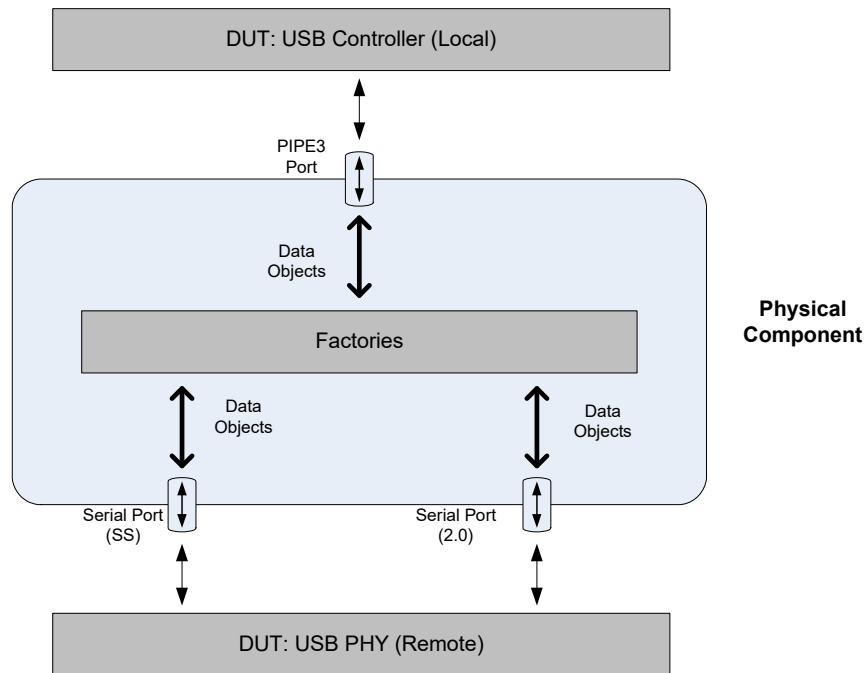 DUT: USB Controller (Local)
PIPE3
Port
Data
Objects
Physical
Component
Factories
Data
Objects
Data
Objects
Serial Port
(SS)
Serial Port
(2.0)
DUT: USB PHY (Remote)